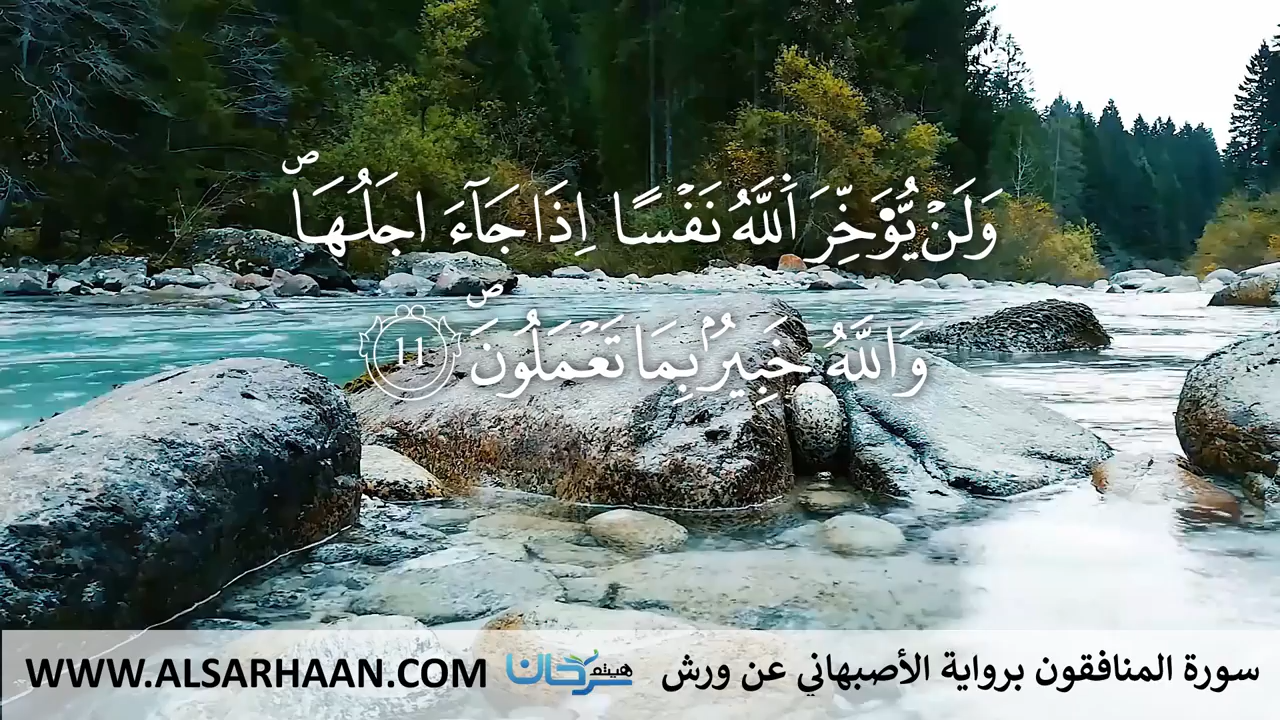 وَلَنْ يُّؤَخِّرَ اَ۬للَّهُ نَفْسًا اِذَا جَآءَ اجَلُهَاۖ
وَاللَّهُ خَبِيرُۢ بِمَا تَعْمَلُونَۖ 11
WWW.ALSARHAAN.COM هيثم سرحان سورة المنافقون برواية الأصبهاني عن ورش